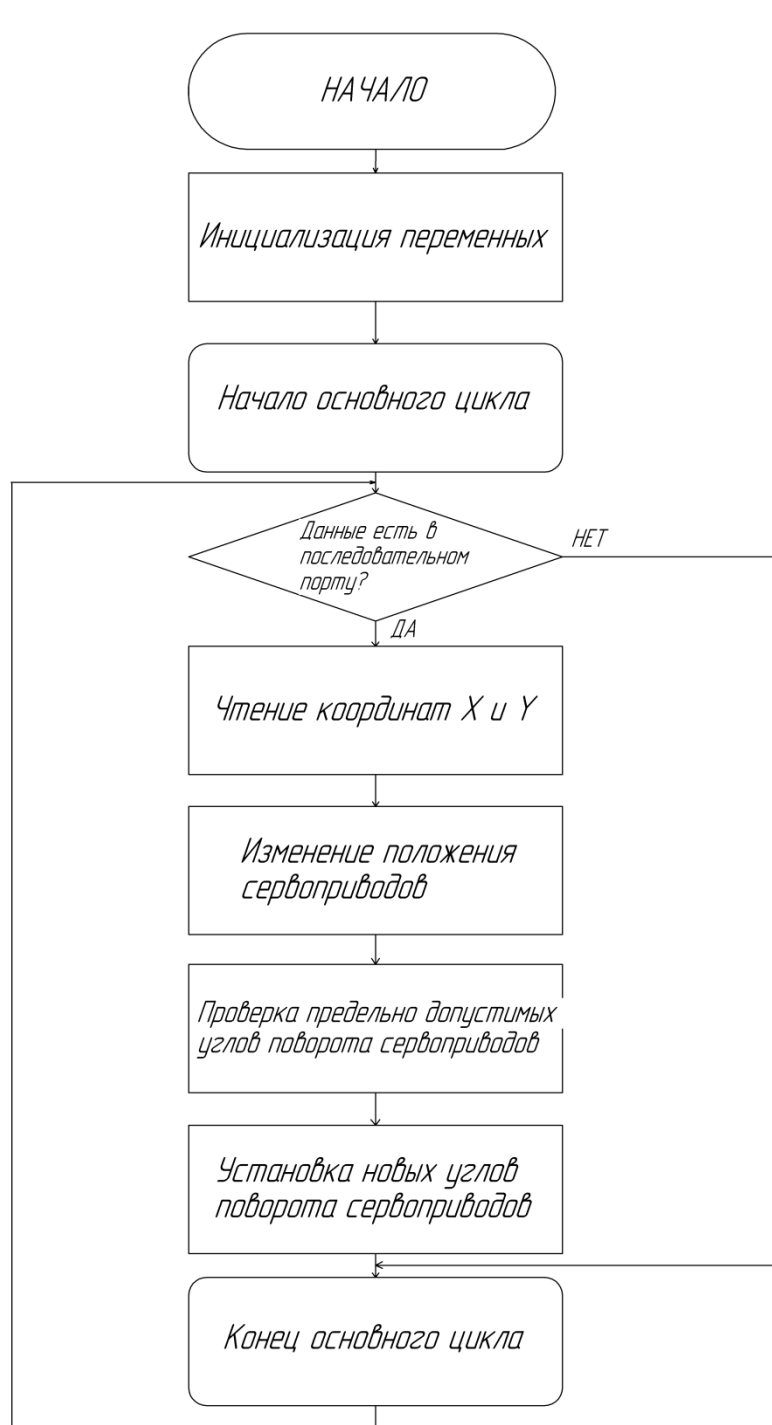 НАЧАЛО
Инициализация переменных
Начало основного цикла
Данные есть в
последовательном
порту?
НЕТ
ДА
Чтение координат X и Y
Изменение положения
сервоприводов
Проверка предельно допустимых
углов поворота сервоприводов
Установка новых углов
поворота сервоприводов
Конец основного цикла